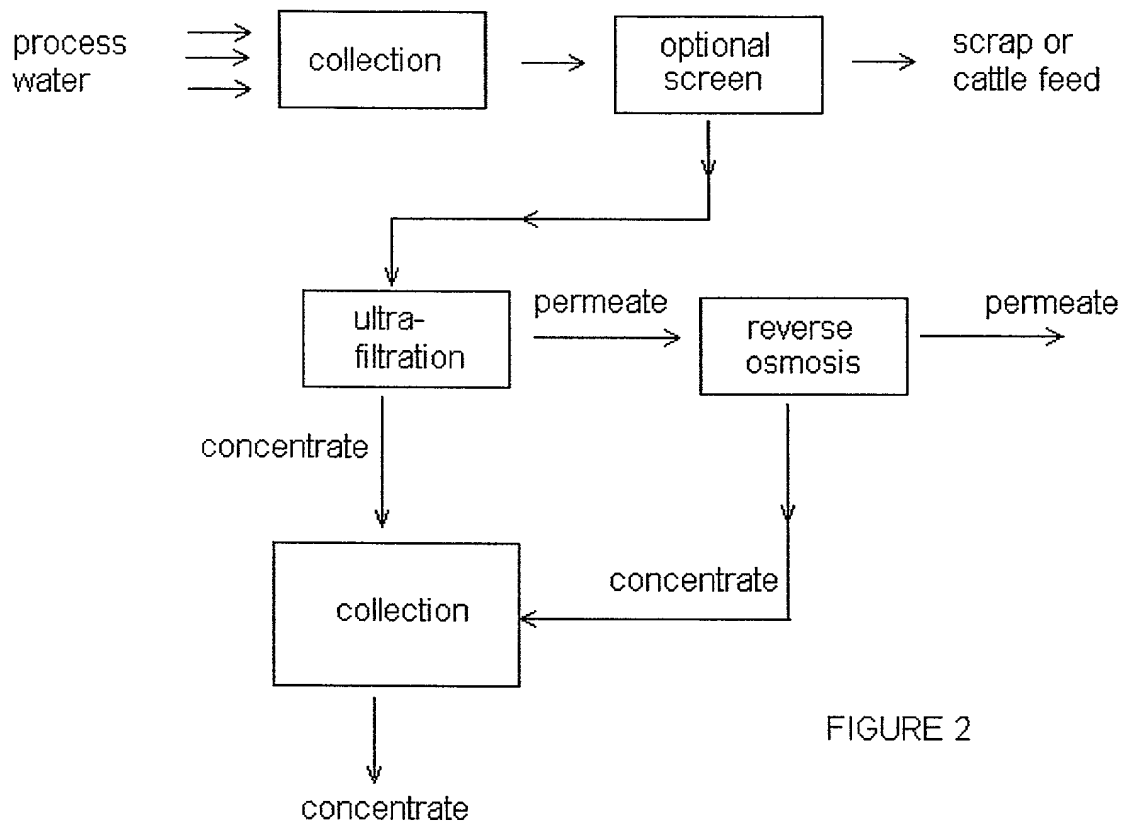 process
water
collection
optional
screen
scrap or
cattle feed
ultra-
filtration
permeate
reverse
osmosis
permeate
concentrate
concentrate
collection
FIGURE 2
concentrate